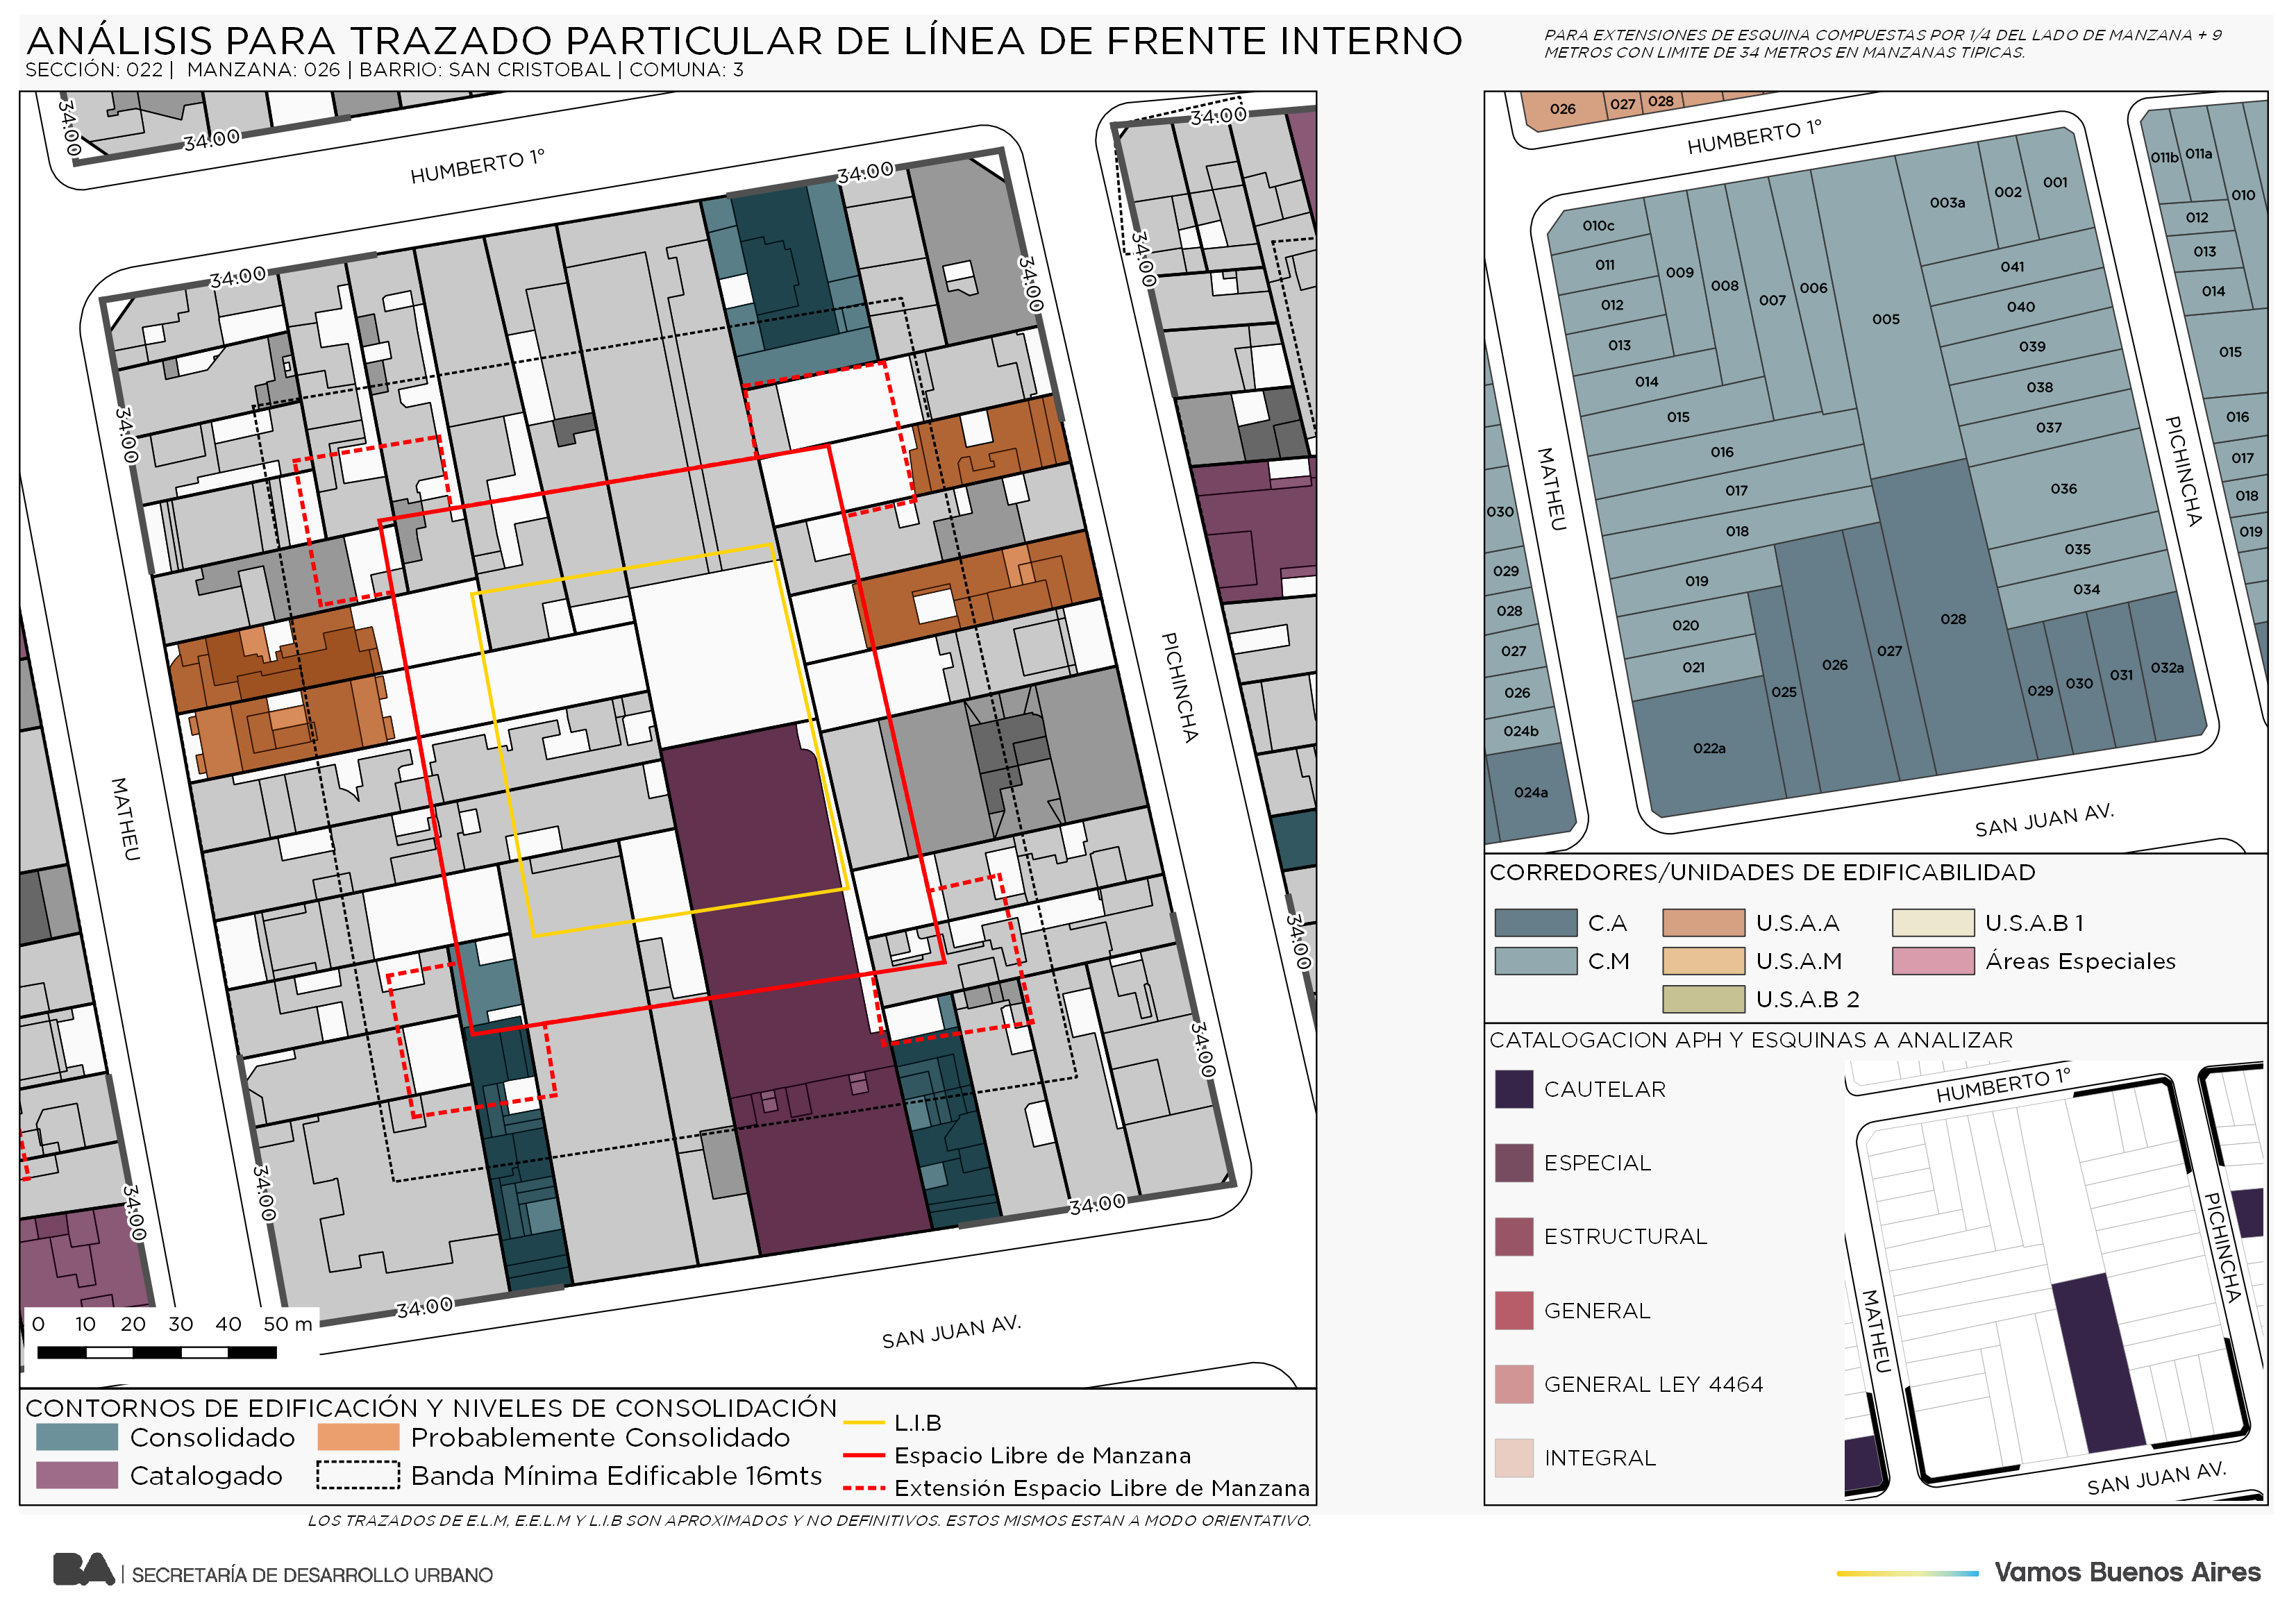 ANÁLISIS PARA TRAZADO PARTICULAR DE LÍNEA DE FRENTE INTERNO
SECCIÓN: 022 | MANZANA: 026 | BARRIO: SAN CRISTOBAL | COMUNA: 3
PARA EXTENSIONES DE ESQUINA COMPUESTAS POR 1/4 DEL LADO DE MANZANA + 9
METROS CON LIMITE DE 34 METROS EN MANZANAS TIPICAS.
34.00
34.00
HUMBERTO 1°
34.00
34.00
34.00
34.00
34.00
34.00
MATHEU
PICHINCHA
34.00
34.00
34.00
34.00
34.00
34.00
SAN JUAN AV.
0 10 20 30 40 50 m
CONTORNOS DE EDIFICACIÓN Y NIVELES DE CONSOLIDACIÓN
Consolidado
Probablemente Consolidado
Catalogado
Banda Mínima Edificable 16mts
L.I.B
Espacio Libre de Manzana
Extensión Espacio Libre de Manzana
LOS TRAZADOS DE E.L.M, E.E.L.M Y L.I.B SON APROXIMADOS Y NO DEFINITIVOS. ESTOS MISMOS ESTAN A MODO ORIENTATIVO.
026 027 028
HUMBERTO 1°
010c
011
012
013
014
009
008
007
006
005
003a
002
001
041
040
039
038
037
036
035
034
015
016
017
018
019
020
021
022a
025
026
027
028
029
030
031
032a
011b
011a
010
012
013
014
015
016
017
018
019
030
029
028
027
026
024b
024a
MATHEU
PICHINCHA
SAN JUAN AV.
CORREDORES/UNIDADES DE EDIFICABILIDAD
C.A
U.S.A.A
U.S.A.B 1
C.M
U.S.A.M
Áreas Especiales
U.S.A.B 2
CATALOGACION APH Y ESQUINAS A ANALIZAR
CAUTELAR
ESPECIAL
ESTRUCTURAL
GENERAL
GENERAL LEY 4464
INTEGRAL
HUMBERTO 1°
PICHINCHA
MATHEU
SAN JUAN AV.
BA | SECRETARÍA DE DESARROLLO URBANO
Vamos Buenos Aires